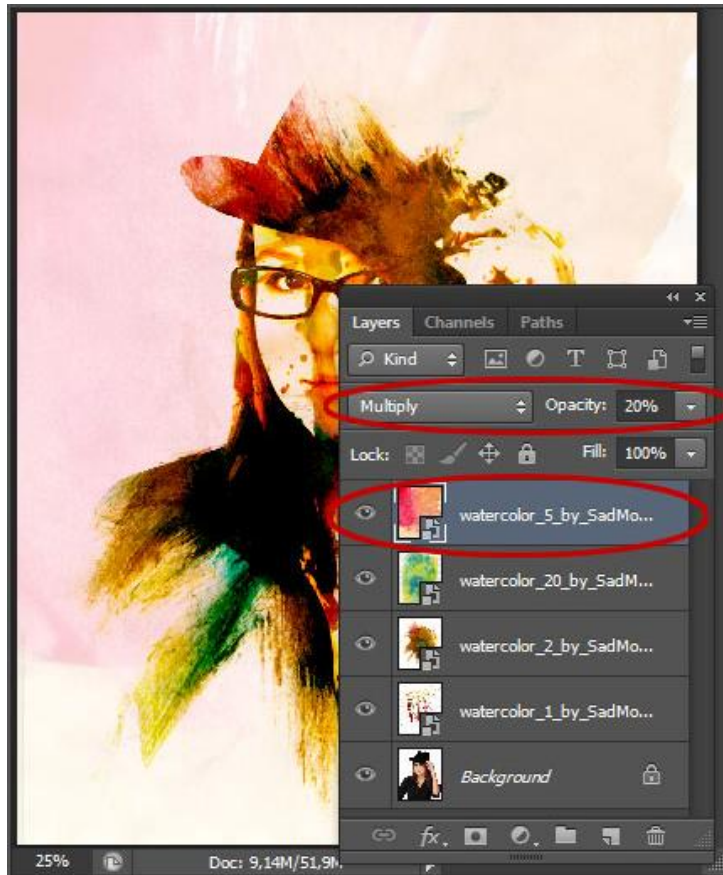 Layers Channels Paths
Kind T
Multiply Opacity: 20%
Lock: Fill: 100%
watercolor_5_by_SadMo...
watercolor_20_by_SadM...
watercolor_2_by_SadMo...
watercolor_1_by_SadMo...
Background
fx.
25% Doc: 9,14M/51,9M